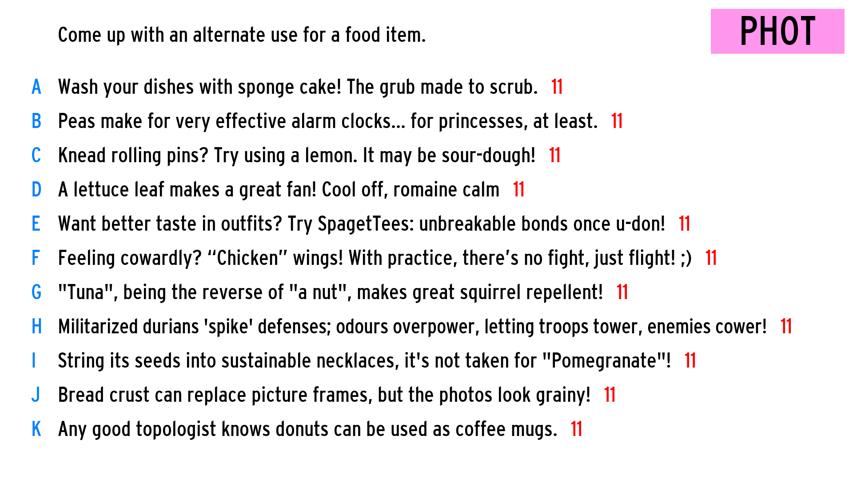 Come up with an alternate use for a food item.
PHOT
A Wash your dishes with sponge cake! The grub made to scrub. 11
B Peas make for very effective alarm clocks... for princesses, at least. 11
C Knead rolling pins? Try using a lemon. It may be sour-dough! 11
D A lettuce leaf makes a great fan! Cool off, romaine calm 11
E Want better taste in outfits? Try SpagetTees: unbreakable bonds once u-don! 11
F Feeling cowardly? “Chicken” wings! With practice, there’s no fight, just flight! ;) 11
G "Tuna", being the reverse of "a nut", makes great squirrel repellent! 11
H Militarized durians 'spike' defenses; odours overpower, letting troops tower, enemies cower! 11
I String its seeds into sustainable necklaces, it's not taken for "Pomegranate"! 11
J Bread crust can replace picture frames, but the photos look grainy! 11
K Any good topologist knows donuts can be used as coffee mugs. 11